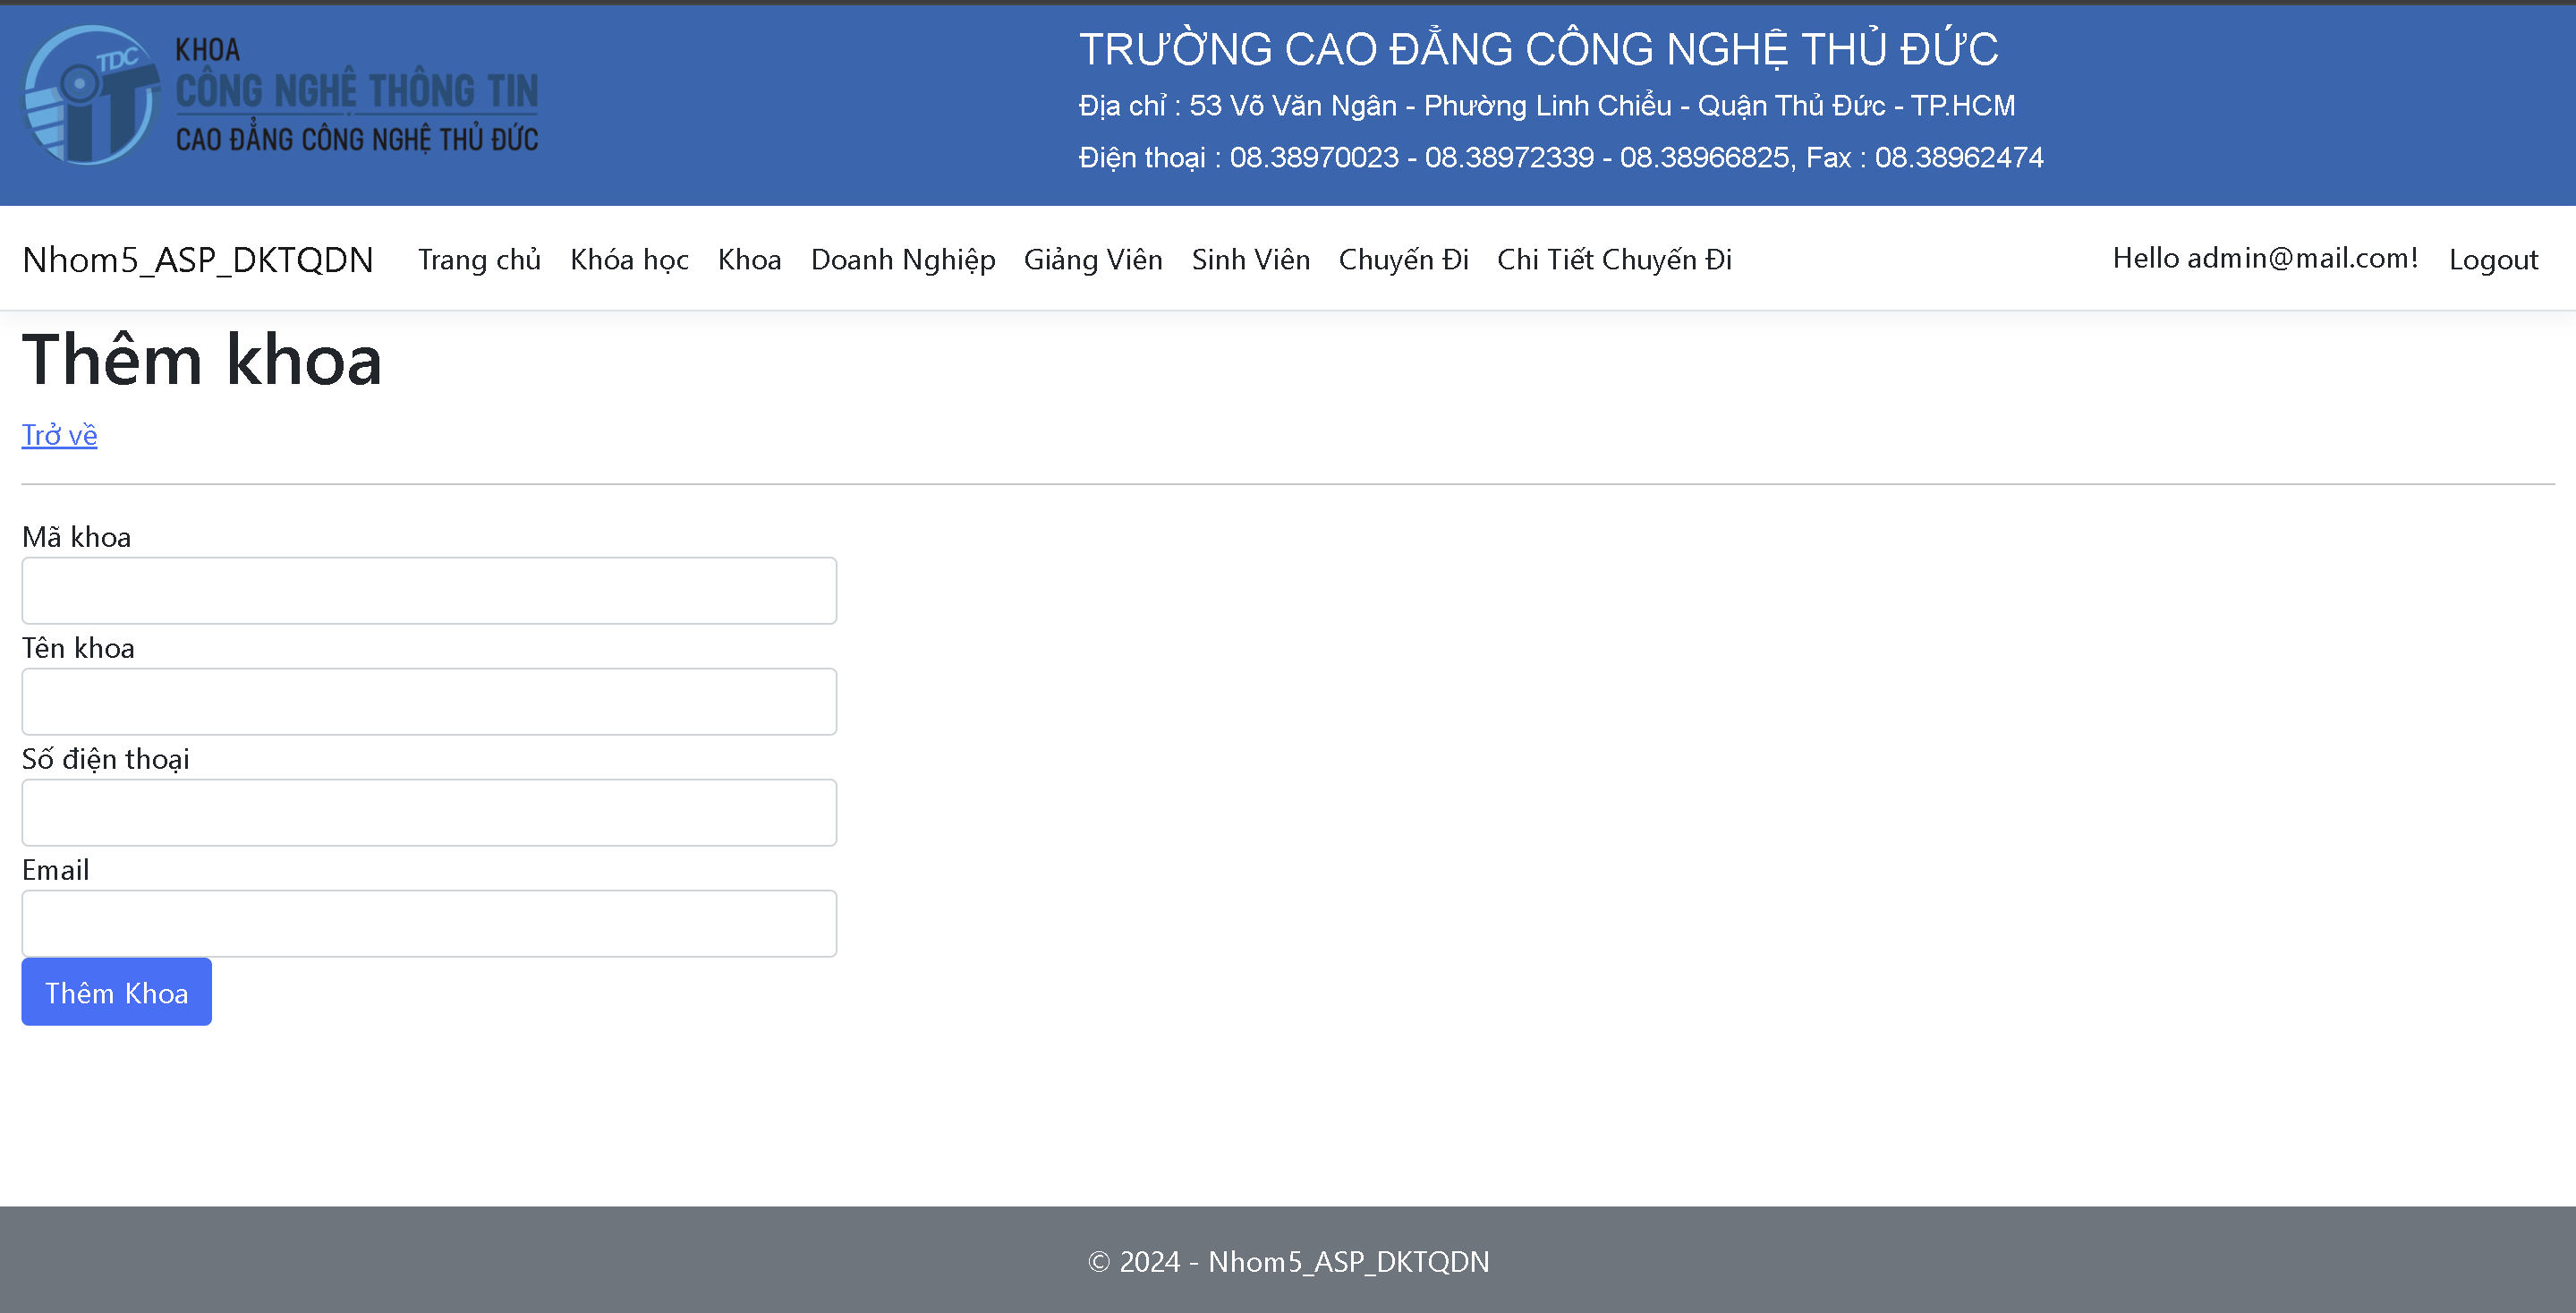 TDC
iT
KHOA
CÔNG NGHỆ THÔNG TIN
CAO ĐẲNG CÔNG NGHỆ THỦ ĐỨC
TRƯỜNG CAO ĐẲNG CÔNG NGHỆ THỦ ĐỨC
Địa chỉ : 53 Võ Văn Ngân - Phường Linh Chiểu - Quận Thủ Đức - TP.HCM
Điện thoại : 08.38970023 - 08.38972339 - 08.38966825, Fax : 08.38962474
Nhom5_ASP_DKTQDN Trang chủ Khóa học Khoa Doanh Nghiệp Giảng Viên Sinh Viên Chuyến Đi Chi Tiết Chuyến Đi Hello admin@mail.com! Logout
Thêm khoa
Trở về
Mã khoa
Tên khoa
Số điện thoại
Email
Thêm Khoa
© 2024 - Nhom5_ASP_DKTQDN